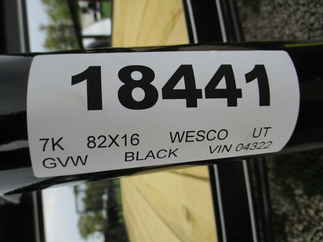 18441
7K 82X16 WESCO UT
GVW BLACK VIN 04322